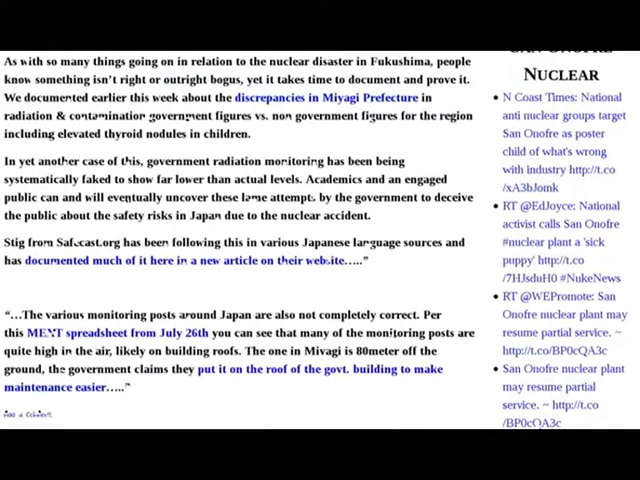 As with so many things going on in relation to the nuclear disaster in Fukushima, people
know something isn't right or outright bogus, yet it takes time to document and prove it.
We documented earlier this week about the discrepancies in Miyagi Prefecture in
radiation & contamination government figures vs. non government figures for the region
including elevated thyroid nodules in children.
In yet another case of this, government radiation monitoring has been being
systematically faked to show far lower than actual levels. Academics and an engaged
public can and will eventually uncover these lame attempts by the government to deceive
the public about the safety risks in Japan due to the nuclear accident.
Stig from Safecast.org has been following this in various Japanese language sources and
has documented much of it here in a new article on their website…..”
“…The various monitoring posts around Japan are also not completely correct. Per
this MEXT spreadsheet from July 26th you can see that many of the monitoring posts are
quite high in the air, likely on building roofs. The one in Mivagi is 80meter off the
ground, the government claims they put it on the roof of the govt. building to make
maintenance easier…..”
Add a Comment
SAN ONOFRE
NUCLEAR
N Coast Times: National
anti nuclear groups target
San Onofre as poster
child of what's wrong
with industry http://t.co
/xA3bJomk
RT @EdJoyce: National
activist calls San Onofre
#nuclear plant a 'sick
puppy' http://t.co
/7HJsduH0 #NukeNews
RT @WEPromote: San
Onofre nuclear plant may
resume partial service. ~
http://t.co/BP0cQA3c
San Onofre nuclear plant
may resume partial
service. ~ http://t.co
/BP0cQA3c